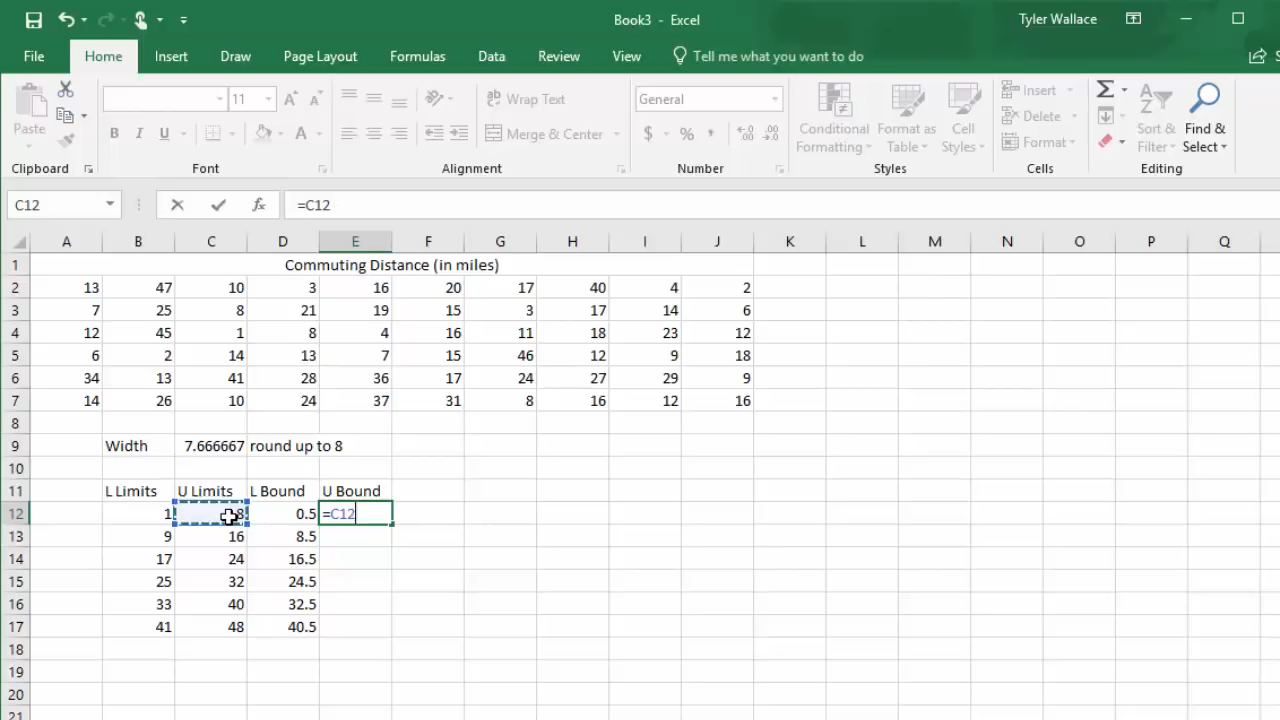 Book3 - Excel
Tyler Wallace
File Home Insert Draw Page Layout Formulas Data Review View Tell me what you want to do
11 Wrap Text General Insert
Paste B I U A Merge & Center $ % , Conditional Formatting Format as Table Cell Styles Delete Format Sort & Filter Find & Select
Clipboard Font Alignment Number Styles Cells Editing
C12 fx =C12
A B C D E F G H I J K L M N O P Q
1 Commuting Distance (in miles)
2 13 47 10 3 16 20 17 40 4 2
3 7 25 8 21 19 15 3 17 14 6
4 12 45 1 8 4 16 11 18 23 12
5 6 2 14 13 7 15 46 12 9 18
6 34 13 41 28 36 17 24 27 29 9
7 14 26 10 24 37 31 8 16 12 16
8
9 Width 7.666667 round up to 8
10
11 L Limits U Limits L Bound U Bound
12 1 8 0.5 =C12
13 9 16 8.5
14 17 24 16.5
15 25 32 24.5
16 33 40 32.5
17 41 48 40.5
18
19
20
21